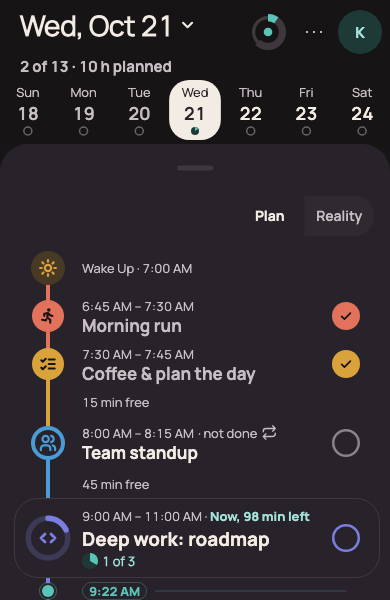 Wed, Oct 21
K
2 of 13 · 10 h planned
Sun Mon Tue Wed Thu Fri Sat
18 19 20 21 22 23 24
Plan Reality
Wake Up · 7:00 AM
6:45 AM – 7:30 AM
Morning run
7:30 AM – 7:45 AM
Coffee & plan the day
15 min free
8:00 AM – 8:15 AM · not done
Team standup
45 min free
9:00 AM – 11:00 AM · Now, 98 min left
Deep work: roadmap
1 of 3
9:22 AM